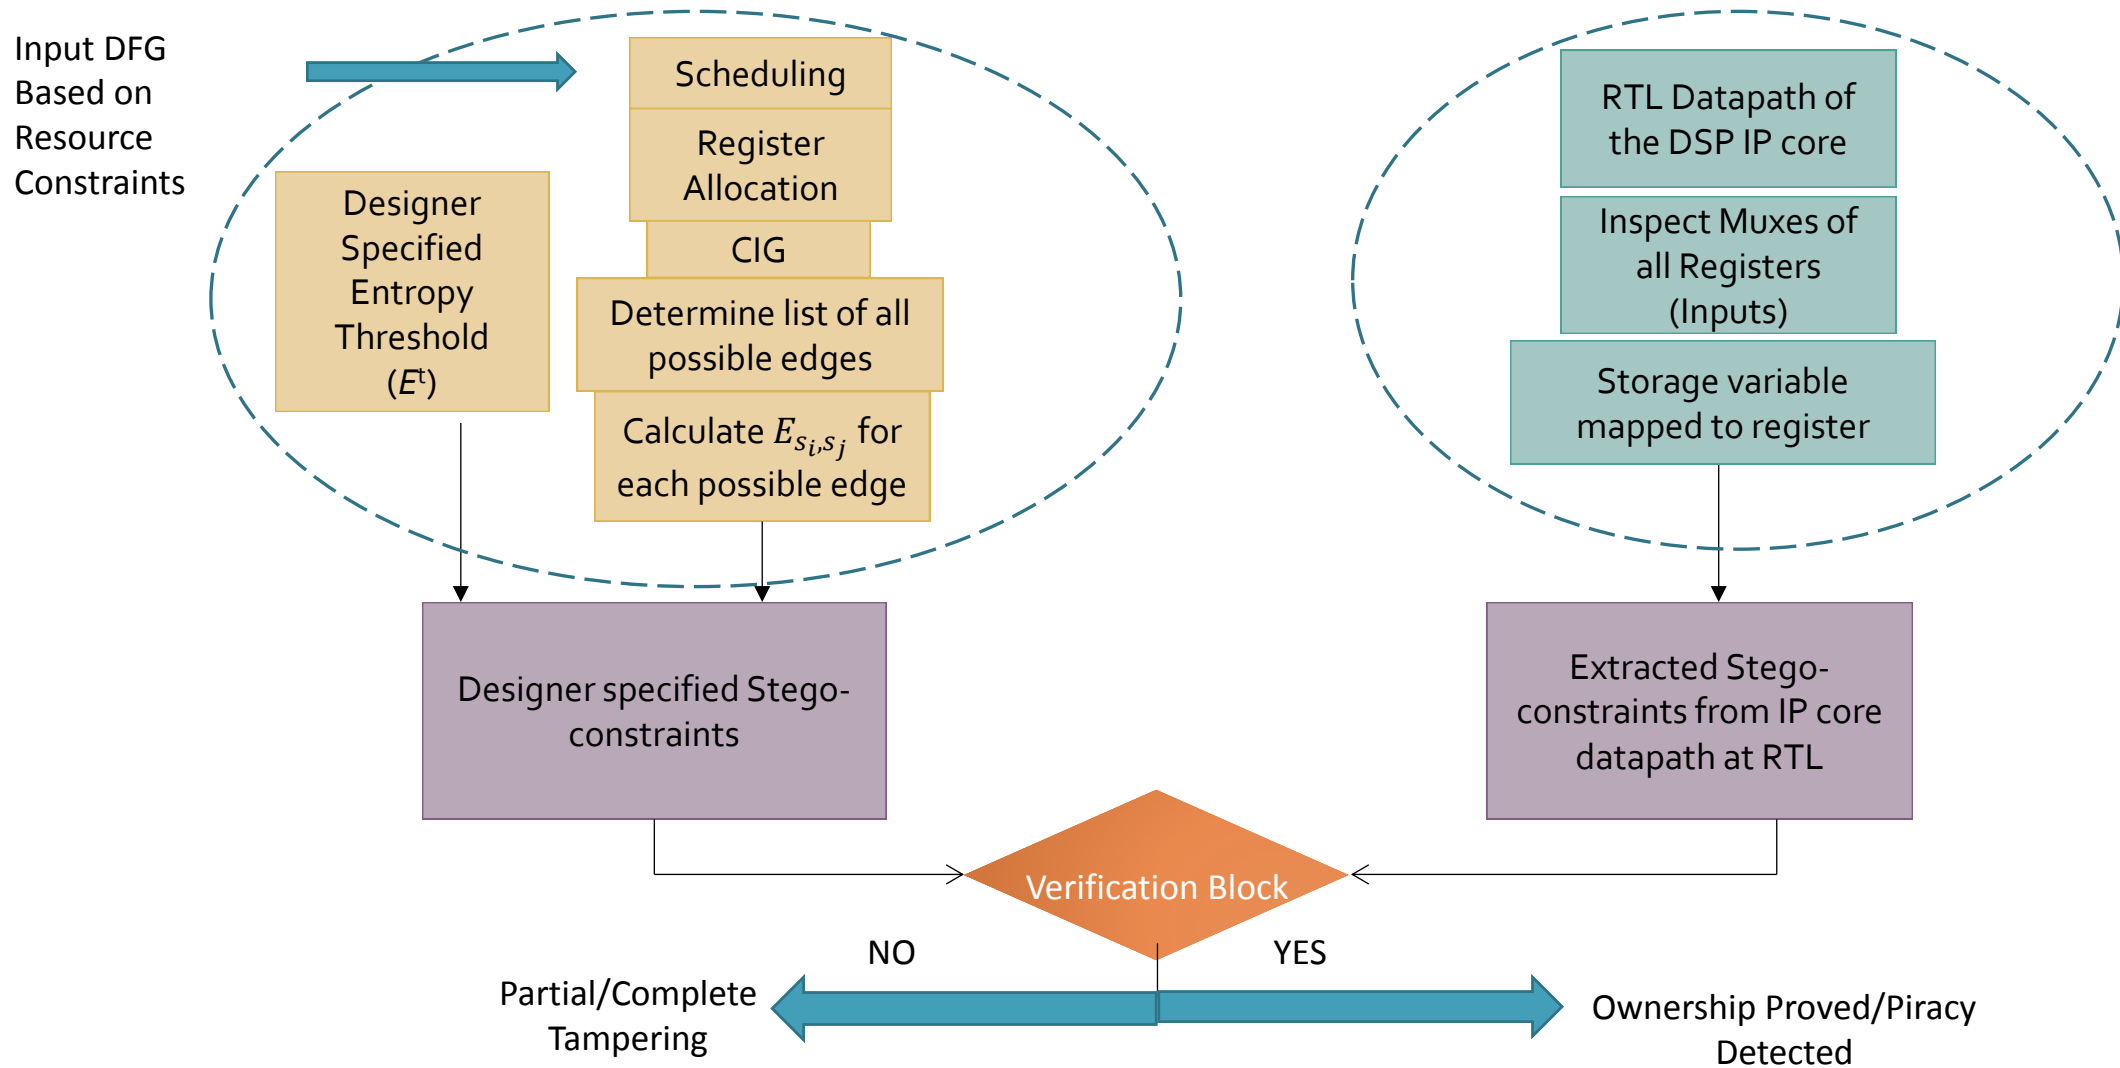 Input DFG
Based on
Resource
Constraints
Scheduling
Register
Allocation
CIG
Determine list of all
possible edges
Calculate $E_{s_i,s_j}$ for
each possible edge
Designer
Specified
Entropy
Threshold
(Eᵗ)
Designer specified Stego-
constraints
RTL Datapath of
the DSP IP core
Inspect Muxes of
all Registers
(Inputs)
Storage variable
mapped to register
Extracted Stego-
constraints from IP core
datapath at RTL
Verification Block
NO
YES
Partial/Complete
Tampering
Ownership Proved/Piracy
Detected